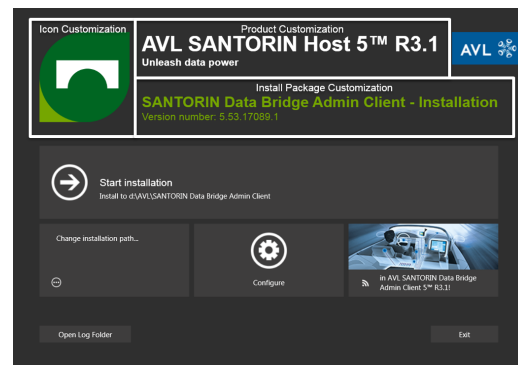 Icon Customization
Product Customization
AVL SANTORIN Host 5™ R3.1
Unleash data power
AVL
Install Package Customization
SANTORIN Data Bridge Admin Client - Installation
Version number: 5.53.17089.1
Start installation
Install to d:\AVL\SANTORIN Data Bridge Admin Client
Change installation path...
Configure
in AVL SANTORIN Data Bridge
Admin Client 5™ R3.1!
Open Log Folder
Exit